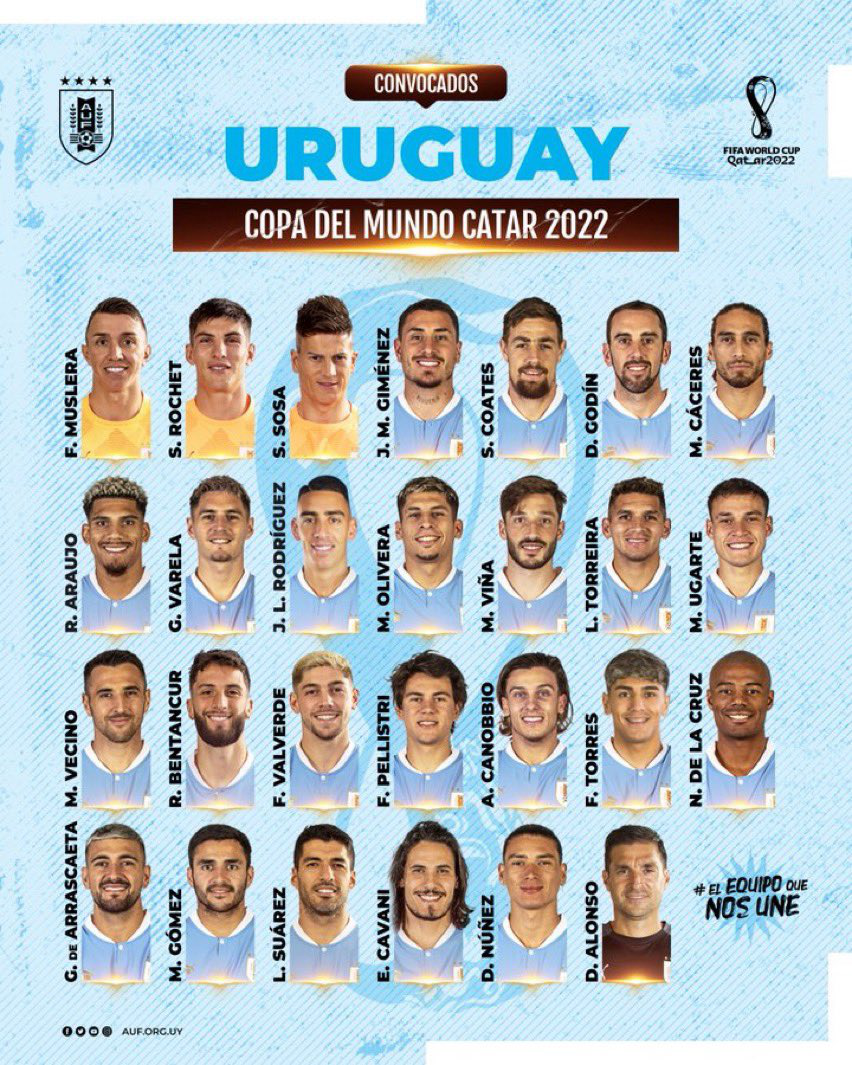 CONVOCADOS
URUGUAY
COPA DEL MUNDO CATAR 2022
AUF
FIFA WORLD CUP
Qatar2022
F. MUSLERA
S. ROCHET
S. SOSA
J. M. GIMÉNEZ
S. COATES
D. GODÍN
M. CÁCERES
R. ARAUJO
G. VARELA
J. L. RODRÍGUEZ
M. OLIVERA
M. VIÑA
L. TORREIRA
M. UGARTE
M. VECINO
R. BENTANCUR
F. VALVERDE
F. PELLISTRI
A. CANOBBIO
F. TORRES
N. DE LA CRUZ
G. DE ARRASCAETA
M. GÓMEZ
L. SUÁREZ
E. CAVANI
D. NÚÑEZ
D. ALONSO
# EL EQUIPO QUE
NOS UNE
AUF.ORG.UY